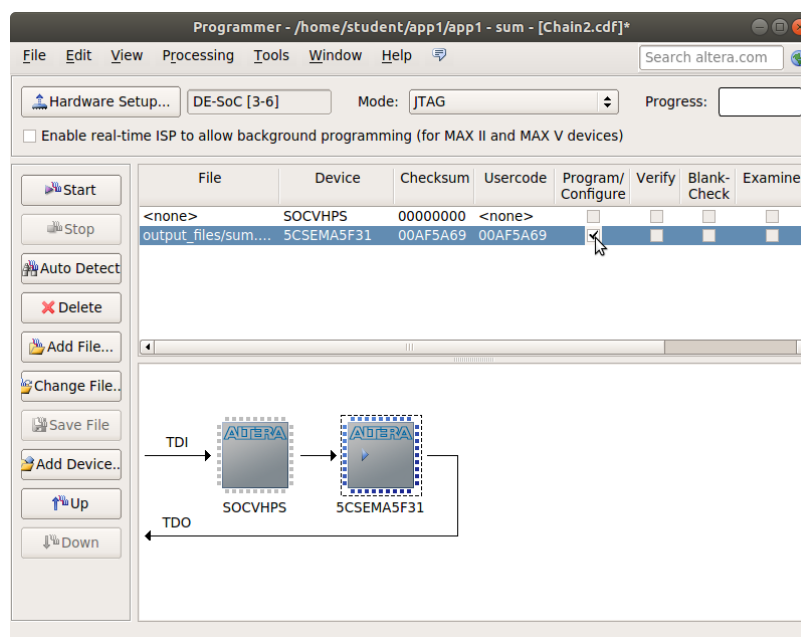 Programmer - /home/student/app1/app1 - sum - [Chain2.cdf]*
File Edit View Processing Tools Window Help Search altera.com
Hardware Setup... DE-SoC [3-6] Mode: JTAG Progress:
Enable real-time ISP to allow background programming (for MAX II and MAX V devices)
Start
Stop
Auto Detect
Delete
Add File...
Change File..
Save File
Add Device..
Up
Down
File Device Checksum Usercode Program/ Verify Blank- Examine
Configure Check
<none> SOCVHPS 00000000 <none>
output_files/sum.... 5CSEMA5F31 00AF5A69 00AF5A69
ALTERA ALTERA
TDI
SOCVHPS 5CSEMA5F31
TDO